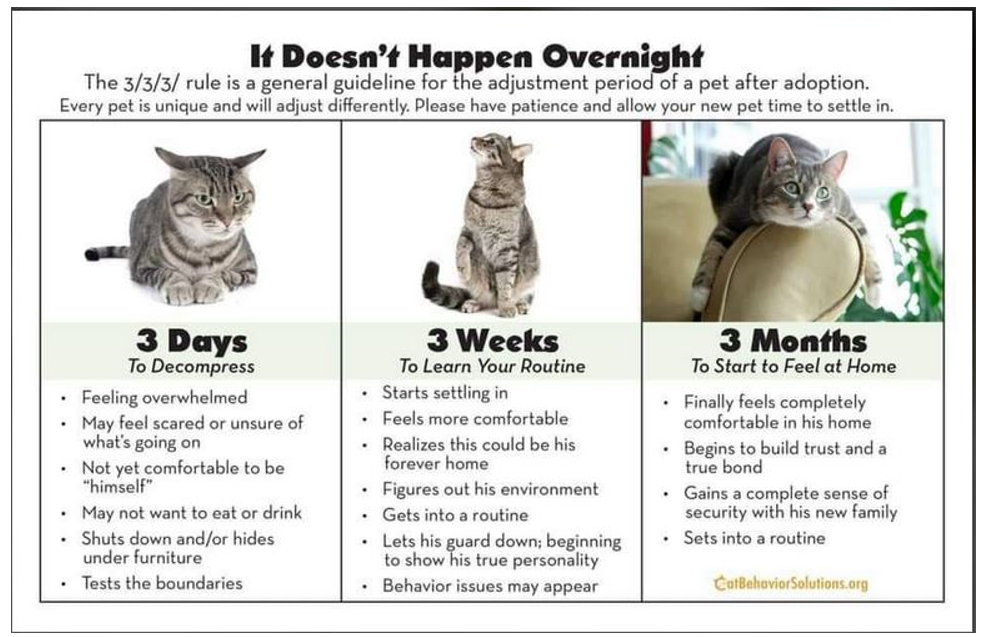 It Doesn't Happen Overnight
The 3/3/3/ rule is a general guideline for the adjustment period of a pet after adoption.
Every pet is unique and will adjust differently. Please have patience and allow your new pet time to settle in.
3 Days
To Decompress
• Feeling overwhelmed
• May feel scared or unsure of
what's going on
• Not yet comfortable to be
"himself"
• May not want to eat or drink
• Shuts down and/or hides
under furniture
• Tests the boundaries
3 Weeks
To Learn Your Routine
• Starts settling in
• Feels more comfortable
• Realizes this could be his
forever home
• Figures out his environment
• Gets into a routine
• Lets his guard down; beginning
to show his true personality
• Behavior issues may appear
3 Months
To Start to Feel at Home
• Finally feels completely
comfortable in his home
• Begins to build trust and a
true bond
• Gains a complete sense of
security with his new family
• Sets into a routine
CatBehaviorSolutions.org